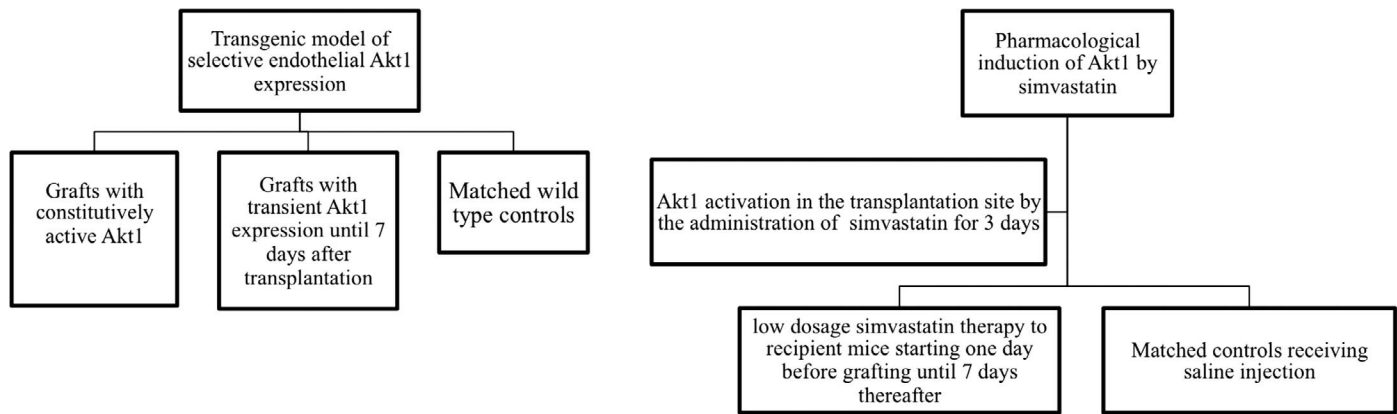 Transgenic model of
selective endothelial Akt1
expression
Grafts with
constitutively
active Akt1
Grafts with
transient Akt1
expression until 7
days after
transplantation
Matched wild
type controls
Pharmacological
induction of Akt1 by
simvastatin
Akt1 activation in the transplantation site by
the administration of simvastatin for 3 days
low dosage simvastatin therapy to
recipient mice starting one day
before grafting until 7 days
thereafter
Matched controls receiving
saline injection